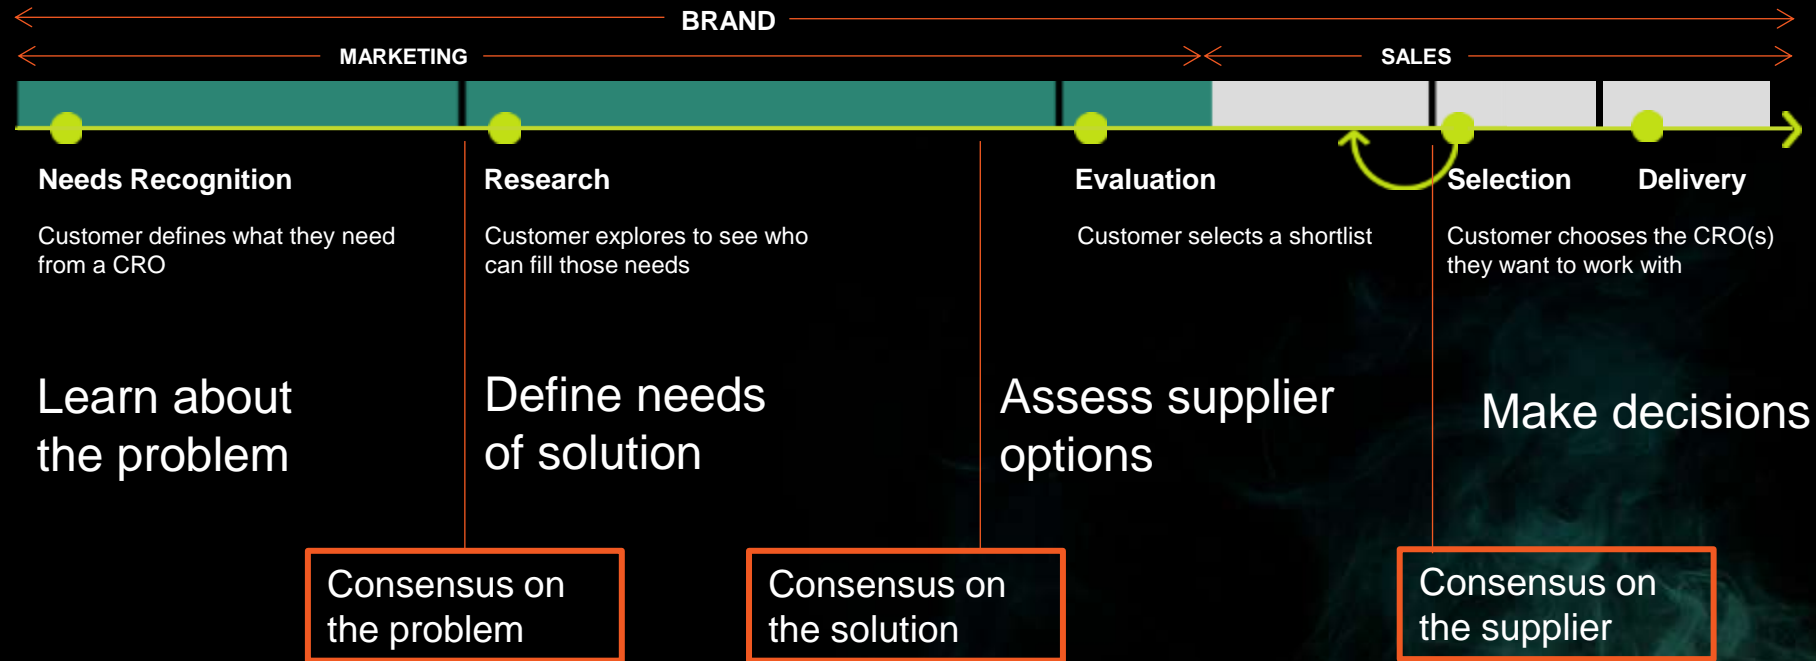 BRAND
MARKETING
SALES
Needs Recognition
Customer defines what they need
from a CRO
Research
Customer explores to see who
can fill those needs
Evaluation
Customer selects a shortlist
Selection
Delivery
Customer chooses the CRO(s)
they want to work with
Learn about
the problem
Define needs
of solution
Assess supplier
options
Make decisions
Consensus on
the problem
Consensus on
the solution
Consensus on
the supplier